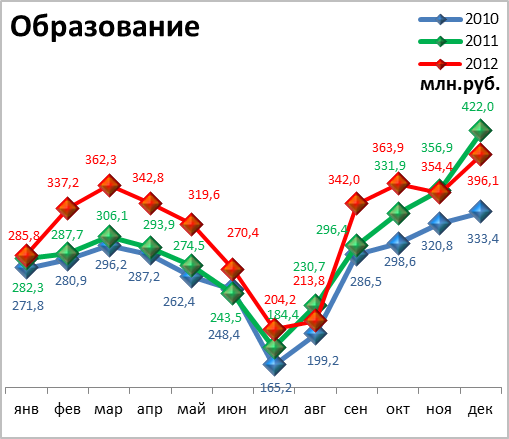 Образование
2010
2011
2012
млн.руб.
422,0
363,9 356,9
362,3
331,9
337,2 342,8 342,0 354,4 396,1
319,6
306,1
285,8 287,7 293,9 270,4 296,4
274,5 333,4
230,7 320,8
282,3 280,9 296,2 287,2 213,8 286,5 298,6
271,8 262,4 243,5 204,2
248,4 184,4
199,2
165,2
янв фев мар апр май июн июл авг сен окт ноя дек